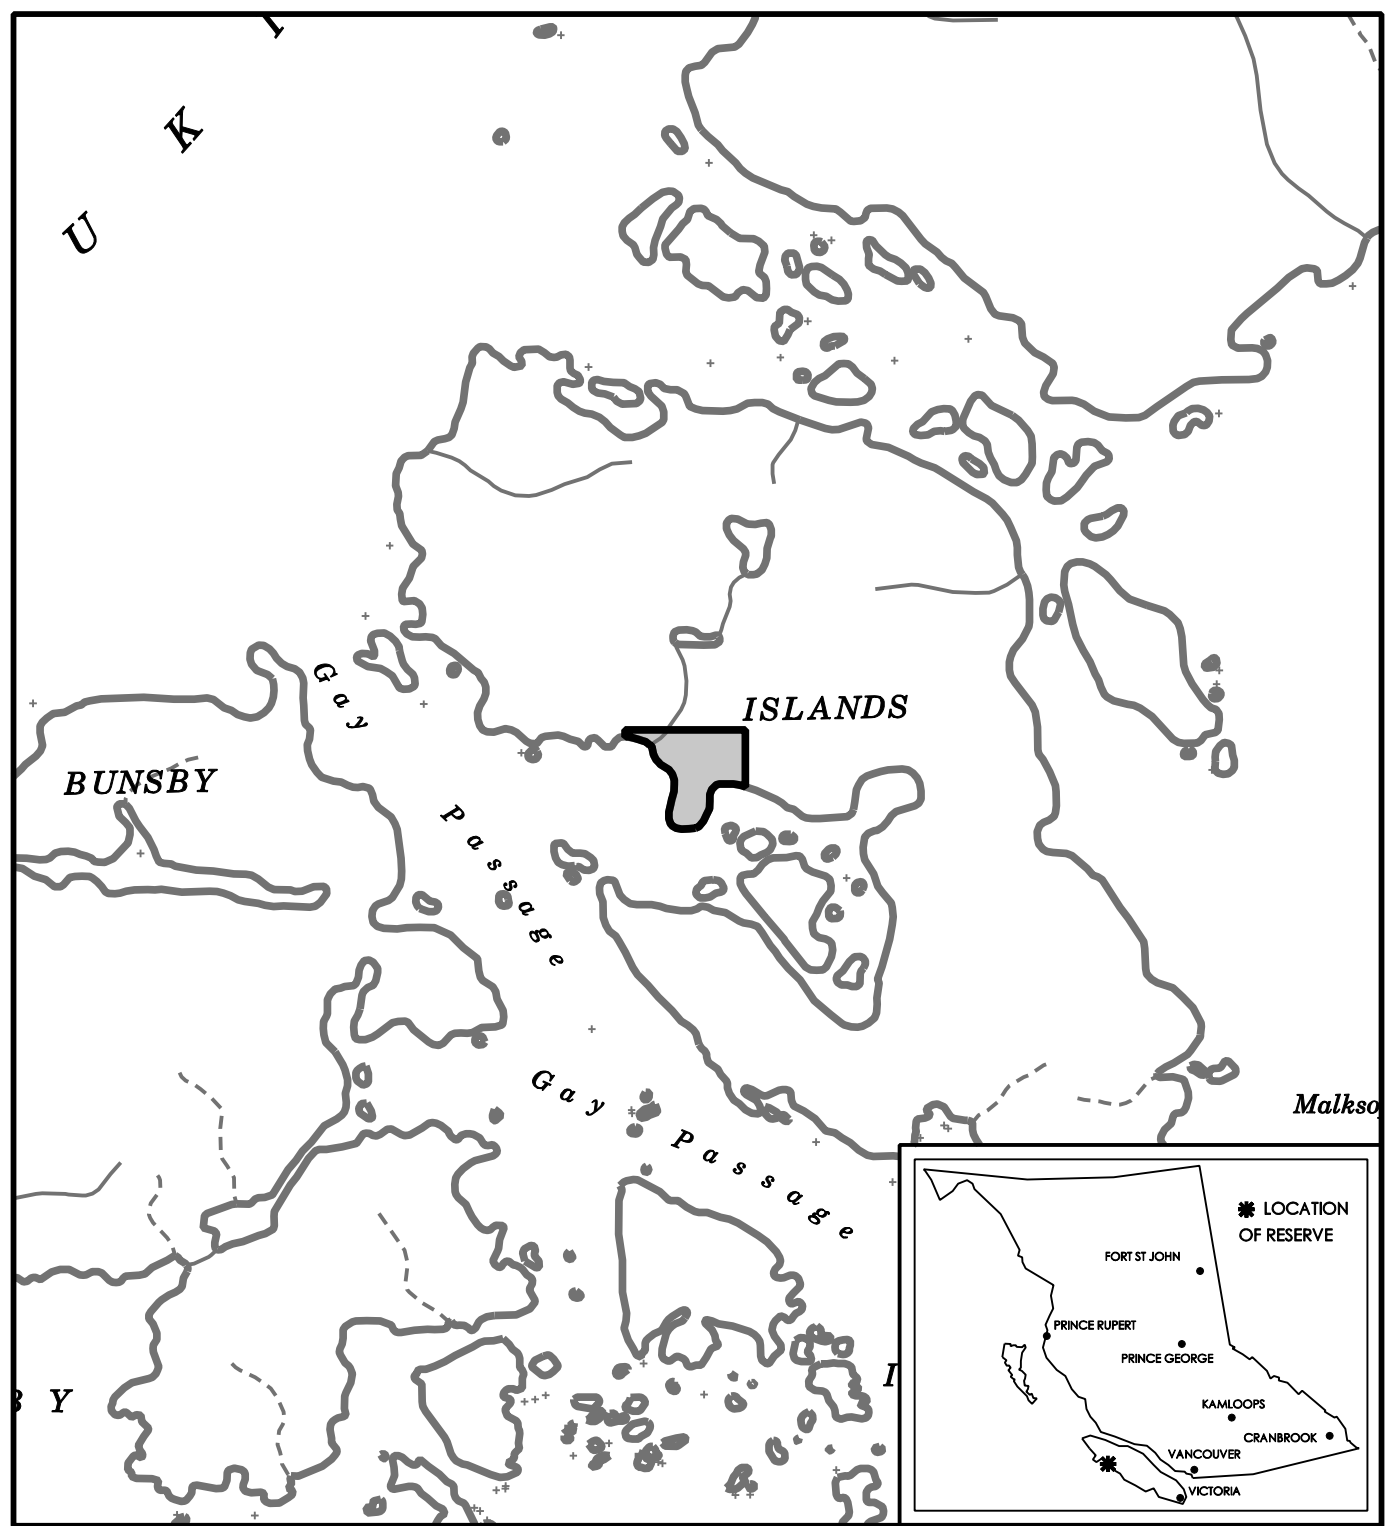 U K
ISLANDS
Gay
BUNSBY
Passage
Gay
Malkso
Passage
B Y
I
LOCATION
OF RESERVE
FORT ST JOHN
PRINCE RUPERT
PRINCE GEORGE
KAMLOOPS
CRANBROOK
VANCOUVER
VICTORIA